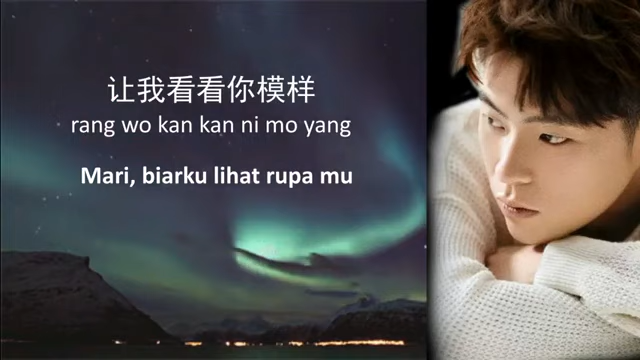 让我看看你模样
rang wo kan kan ni mo yang
Mari, biarku lihat rupa mu